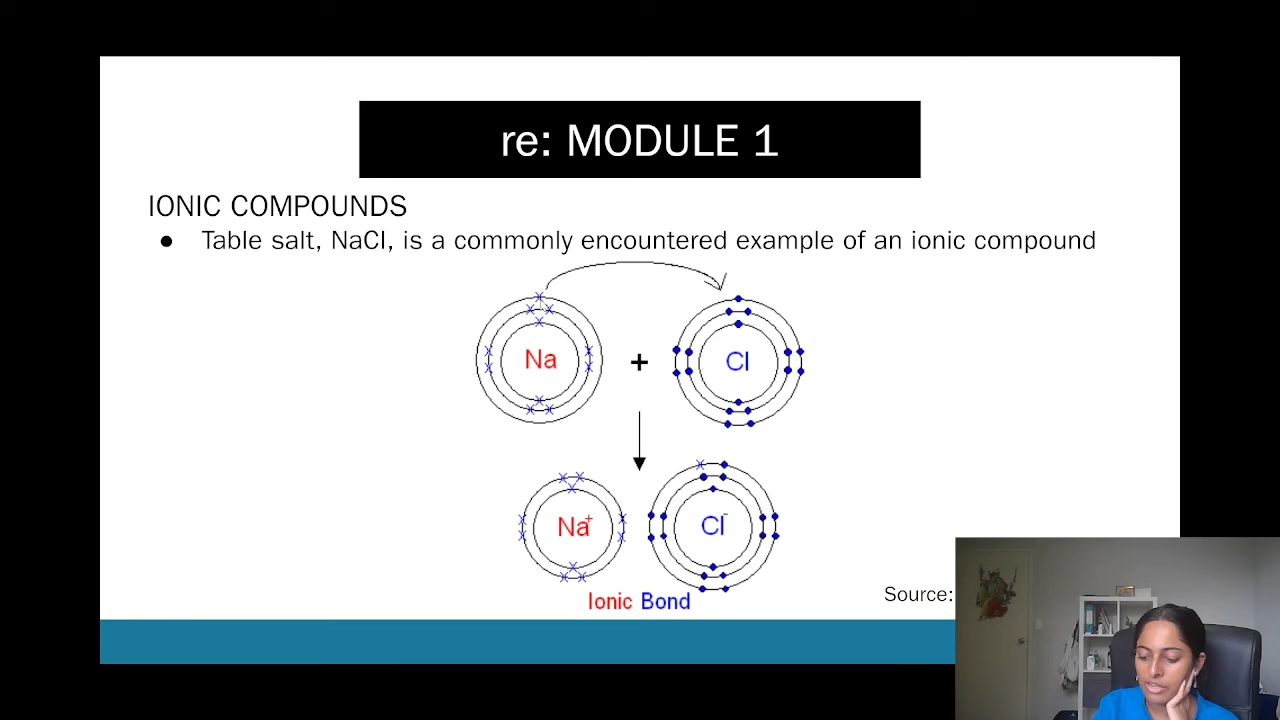 re: MODULE 1
IONIC COMPOUNDS
● Table salt, NaCl, is a commonly encountered example of an ionic compound
Na + Cl
Na+ Cl-
Ionic Bond
Source: